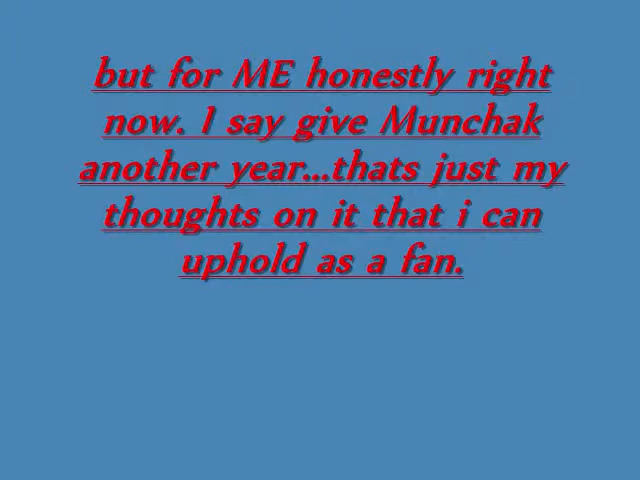 but for ME honestly right
now. I say give Munchak
another year...thats just my
thoughts on it that i can
uphold as a fan.